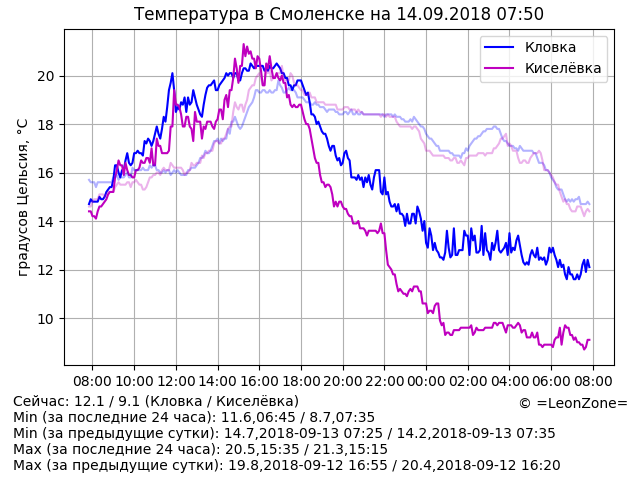 Температура в Смоленске на 14.09.2018 07:50
Кловка
Киселёвка
градусов Цельсия, °C
20
18
16
14
12
10
08:00 10:00 12:00 14:00 16:00 18:00 20:00 22:00 00:00 02:00 04:00 06:00 08:00
Сейчас: 12.1 / 9.1 (Кловка / Киселёвка)
© =LeonZone=
Min (за последние 24 часа): 11.6,06:45 / 8.7,07:35
Min (за предыдущие сутки): 14.7,2018-09-13 07:25 / 14.2,2018-09-13 07:35
Max (за последние 24 часа): 20.5,15:35 / 21.3,15:15
Max (за предыдущие сутки): 19.8,2018-09-12 16:55 / 20.4,2018-09-12 16:20